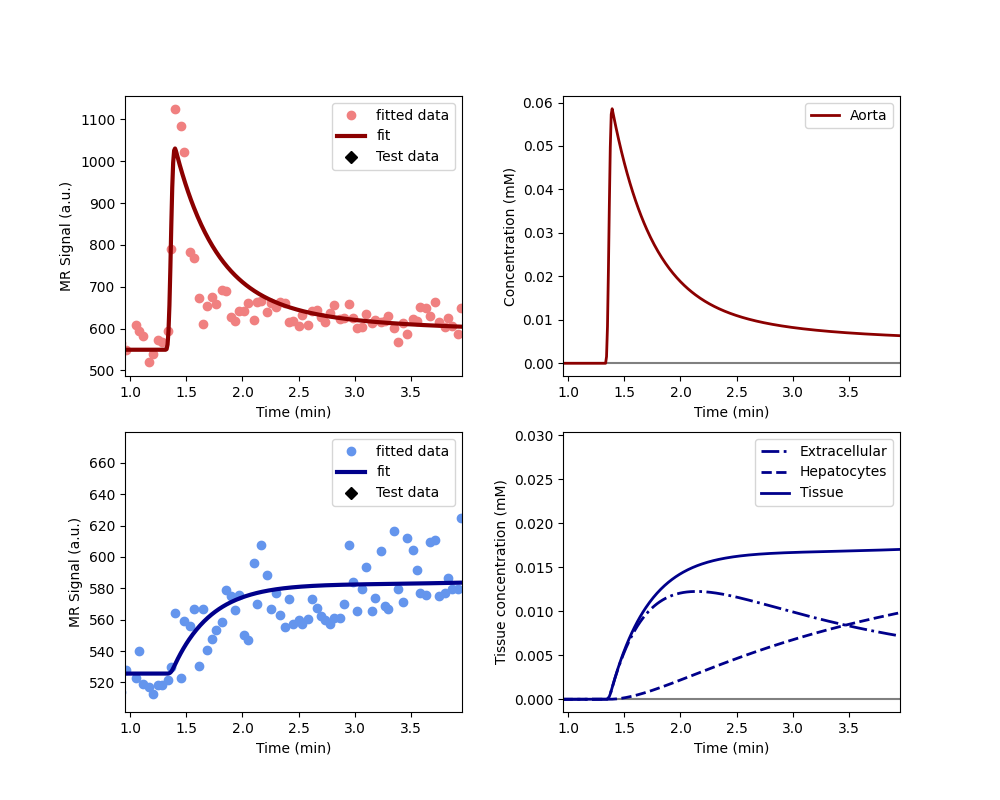 MR Signal (a.u.)
1100
1000
900
800
700
600
500
1.0 1.5 2.0 2.5 3.0 3.5
Time (min)
fitted data
fit
Test data
Concentration (mM)
0.06
0.05
0.04
0.03
0.02
0.01
0.00
1.0 1.5 2.0 2.5 3.0 3.5
Time (min)
Aorta
MR Signal (a.u.)
660
640
620
600
580
560
540
520
1.0 1.5 2.0 2.5 3.0 3.5
Time (min)
fitted data
fit
Test data
Tissue concentration (mM)
0.030
0.025
0.020
0.015
0.010
0.005
0.000
1.0 1.5 2.0 2.5 3.0 3.5
Time (min)
Extracellular
Hepatocytes
Tissue